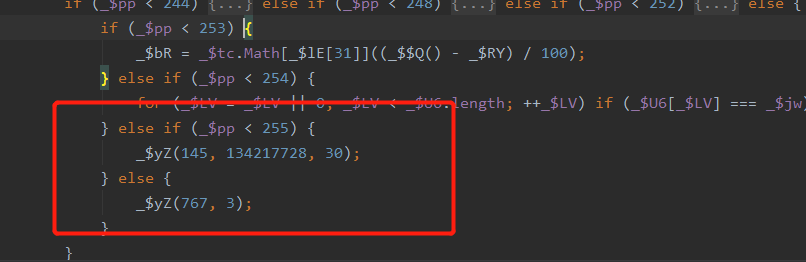 if (_$pp < 244) {...} else if (_$pp < 248) {...} else if (_$pp < 252) {...} else {
if (_$pp < 253) {
_$bR = _$tc.Math[_$lE[31]]((_$$Q() - _$RY) / 100);
} else if (_$pp < 254) {
for (_$LV = _$LV || 0; _$LV < _$U6.length; ++_$LV) if (_$U6[_$LV] === _$jw)
} else if (_$pp < 255) {
_$yZ(145, 134217728, 30);
} else {
_$yZ(767, 3);
}
}